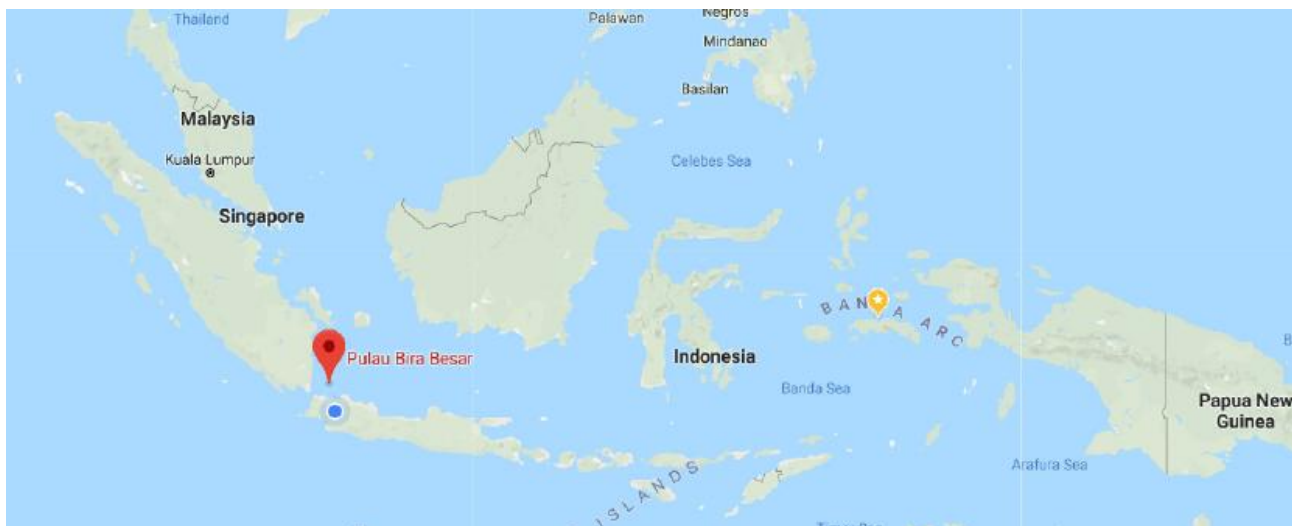 Thailand
Palawan
Negros
Mindanao
Basilan
Malaysia
Kuala Lumpur
Celebes Sea
Singapore
BANDA ARC
Pulau Bira Besar
Indonesia
Banda Sea
Papua New
Guinea
Arafura Sea
ISLANDS